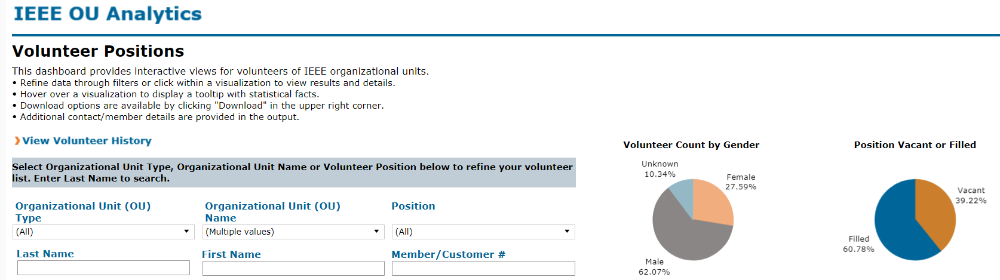 IEEE OU Analytics
Volunteer Positions
This dashboard provides interactive views for volunteers of IEEE organizational units.
• Refine data through filters or click within a visualization to view results and details.
• Hover over a visualization to display a tooltip with statistical facts.
• Download options are available by clicking "Download" in the upper right corner.
• Additional contact/member details are provided in the output.
View Volunteer History
Select Organizational Unit Type, Organizational Unit Name or Volunteer Position below to refine your volunteer
list. Enter Last Name to search.
Organizational Unit (OU)
Type
(All)
Organizational Unit (OU)
Name
(Multiple values)
Position
(All)
Last Name
First Name
Member/Customer #
Volunteer Count by Gender
Unknown
10.34%
Female
27.59%
Male
62.07%
Position Vacant or Filled
Vacant
39.22%
Filled
60.78%